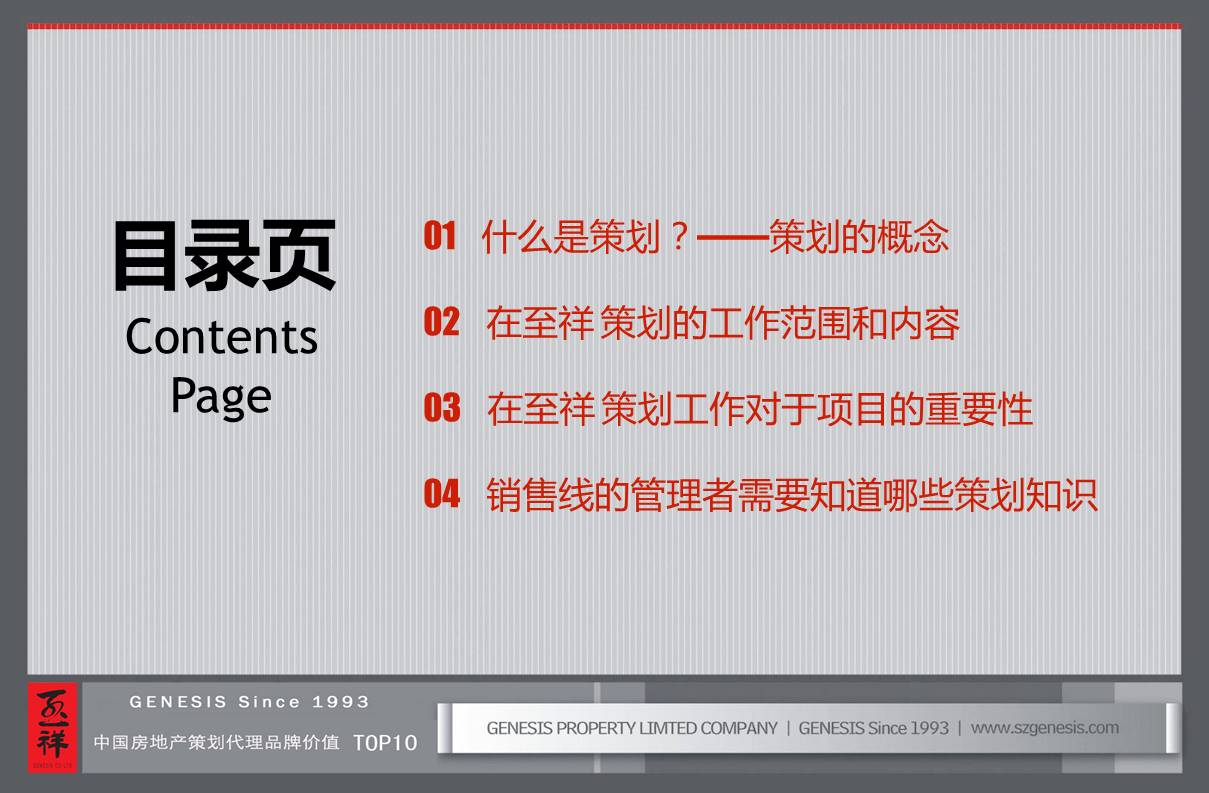 目录页
Contents
Page
01 什么是策划？——策划的概念
02 在至祥 策划的工作范围和内容
03 在至祥 策划工作对于项目的重要性
04 销售线的管理者需要知道哪些策划知识
至祥
GENESIS Since 1993
中国房地产策划代理品牌价值 TOP10
GENESIS PROPERTY LIMTED COMPANY | GENESIS Since 1993 | www.szgenesis.com